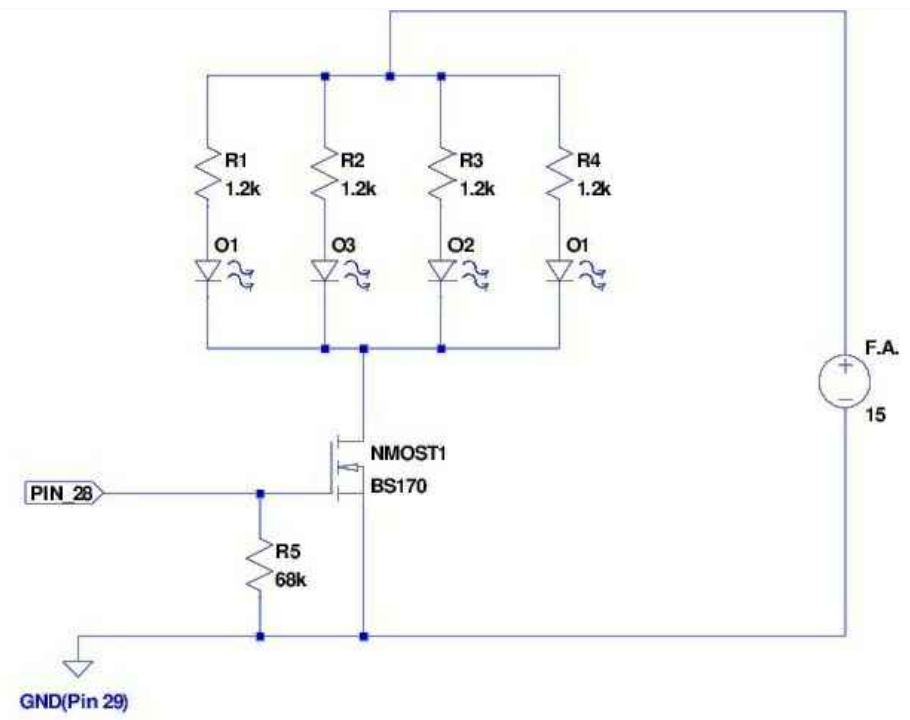 R1
1.2k
R2
1.2k
R3
1.2k
R4
1.2k
O1
O3
O2
O1
F.A.
+
−
15
NMOST1
BS170
PIN_28
R5
68k
GND(Pin 29)